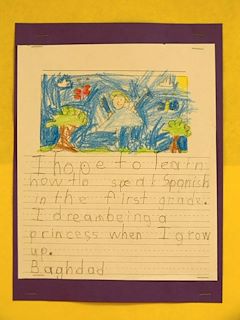 I hope to learn
how to speak Spanish
in the first grade.
I dream being a
princess when I grow
up.
Baghdad